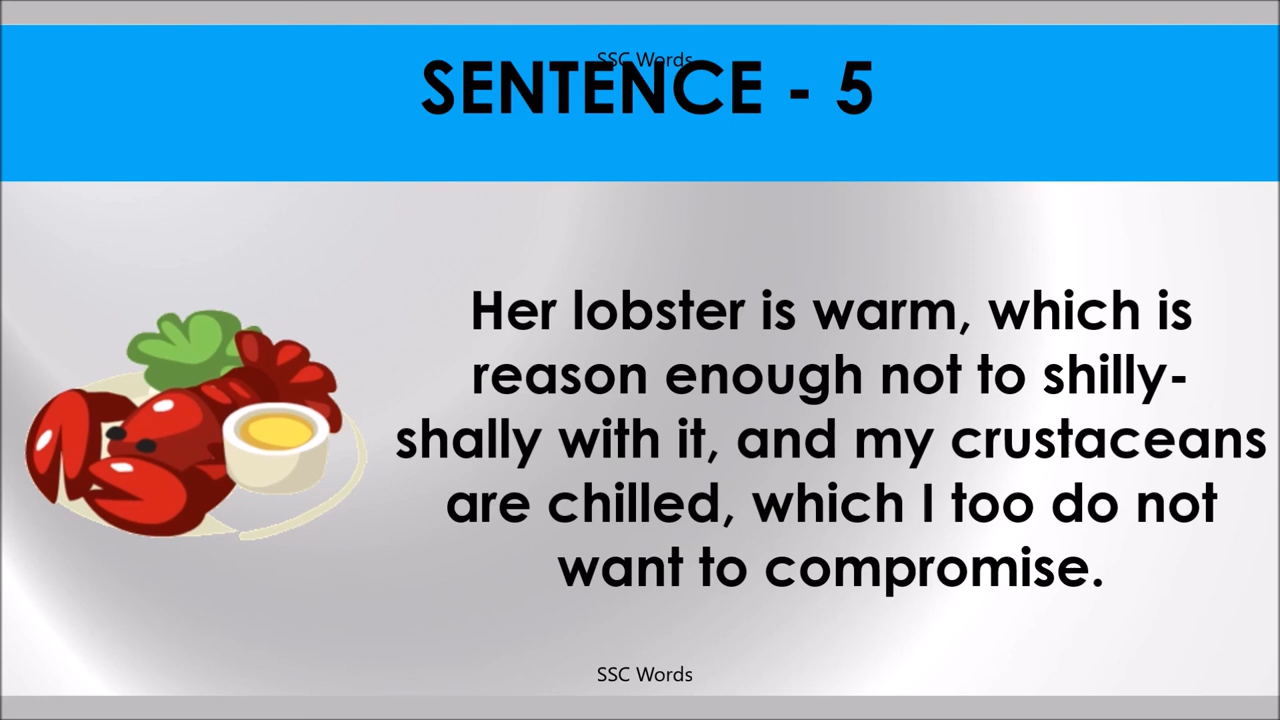 SSC Words
SENTENCE - 5
Her lobster is warm, which is
reason enough not to shilly-
shally with it, and my crustaceans
are chilled, which I too do not
want to compromise.
SSC Words